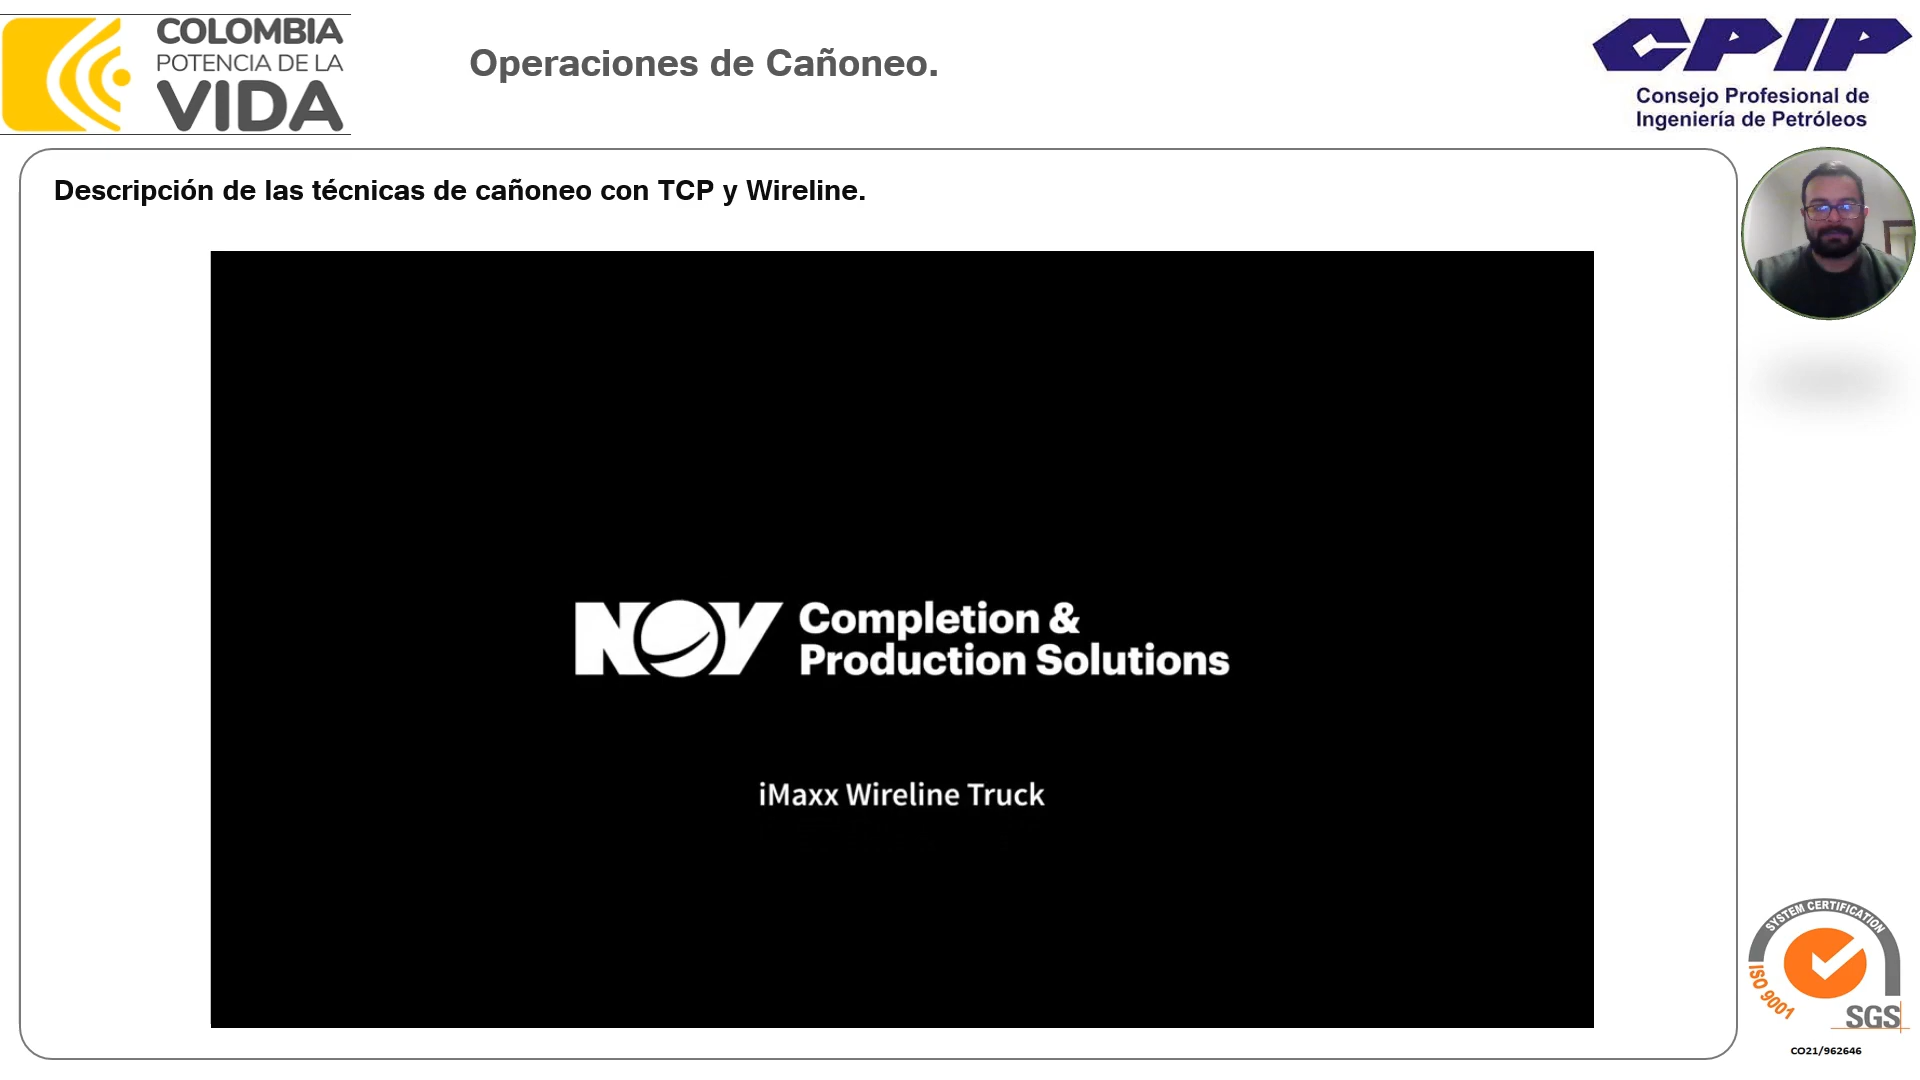 COLOMBIA
POTENCIA DE LA
VIDA
Operaciones de Cañoneo.
CPIP
Consejo Profesional de
Ingeniería de Petróleos
Descripción de las técnicas de cañoneo con TCP y Wireline.
NOV Completion &
Production Solutions
iMaxx Wireline Truck
SYSTEM CERTIFICATION
ISO 9001
SGS
CO21/962646